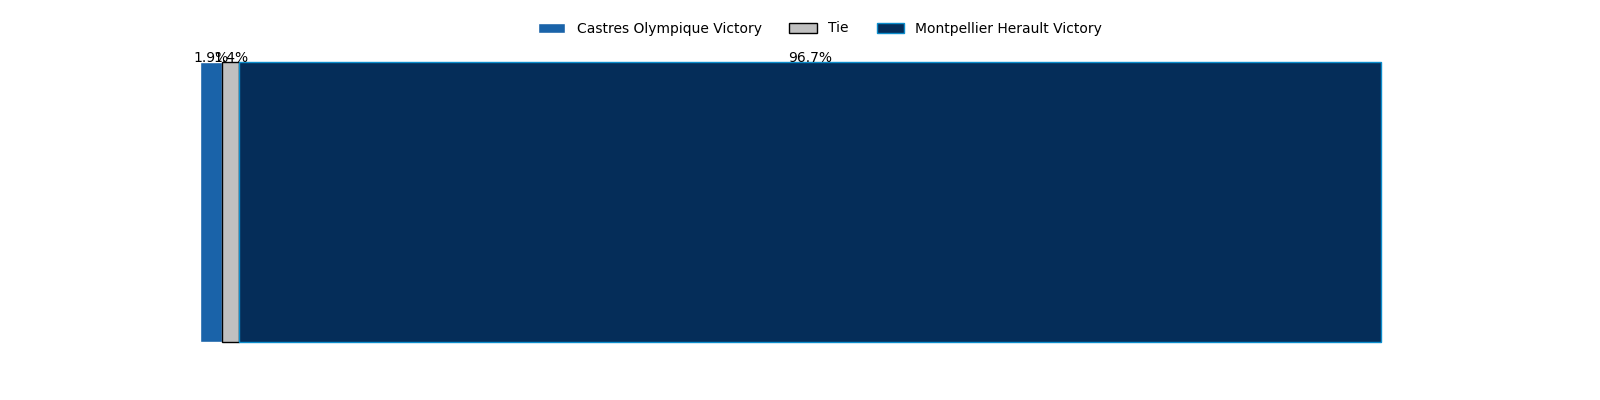 Castres Olympique Victory Tie Montpellier Herault Victory
1.9% 1.4% 96.7%